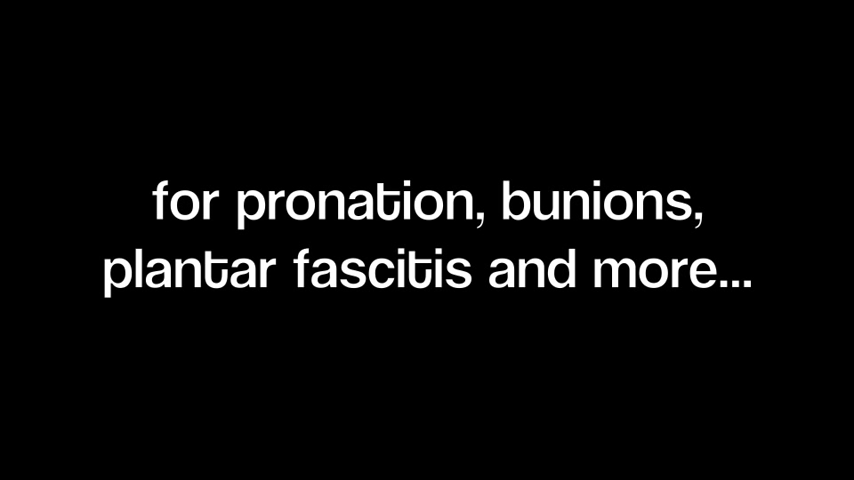 for pronation, bunions,
plantar fascitis and more...